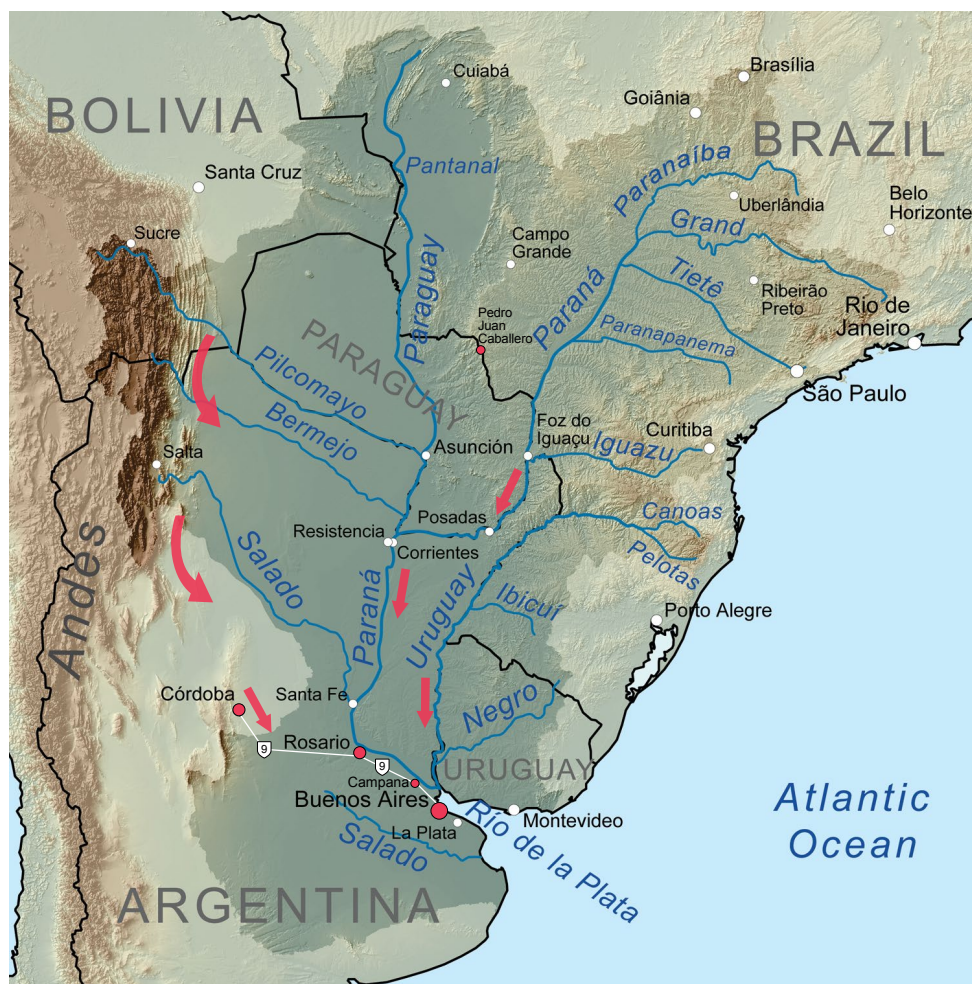 Cuiabá
Brasília
Goiânia
BOLIVIA
BRAZIL
Pantanal
Paranaíba
Santa Cruz
Uberlândia
Belo
Horizonte
Grand
Sucre
Campo
Grande
Tietê
Paraguay
Paraná
Ribeirão
Preto
Río de
Janeiro
Pedro
Juan
Caballero
Paranapanema
PARAGUAY
Pilcomayo
São Paulo
Bermejo
Foz do
Iguaçu
Curitiba
Iguazu
Asunción
Salta
Canoas
Posadas
Resistencia
Corrientes
Pelotas
Salado
Andes
Paraná
Uruguay
Ibicuí
Porto Alegre
Córdoba
Santa Fe
Negro
Rosario
9
9
Campana
URUGUAY
Buenos Aires
Montevideo
La Plata
Río de la Plata
Salado
Atlantic
Ocean
ARGENTINA